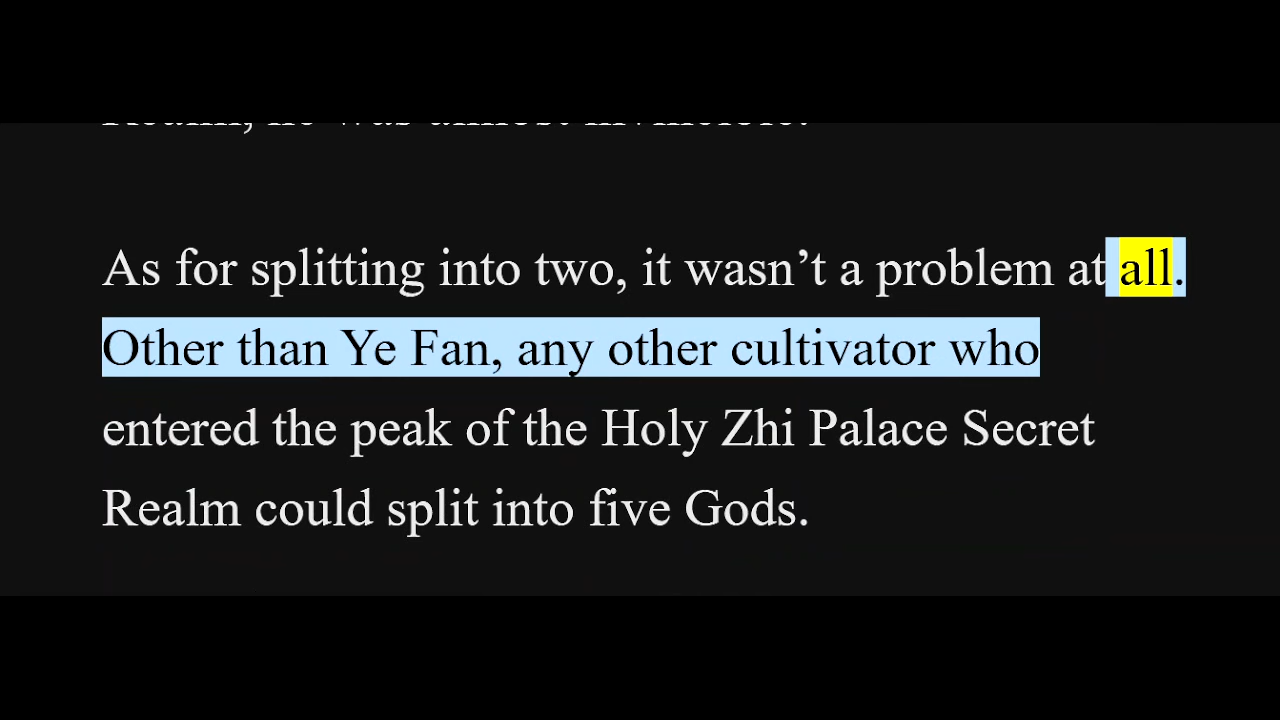 As for splitting into two, it wasn’t a problem at all.
Other than Ye Fan, any other cultivator who
entered the peak of the Holy Zhi Palace Secret
Realm could split into five Gods.